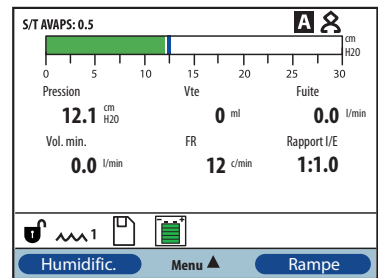 S/T AVAPS: 0.5 A
cm
H2O
0 5 10 15 20 25 30
Pression Vte Fuite
12.1 cm H20 0 ml 0.0 l/min
Vol. min. FR Rapport I/E
0.0 l/min 12 c/min 1:1.0
1
Humidific. Menu ▲ Rampe